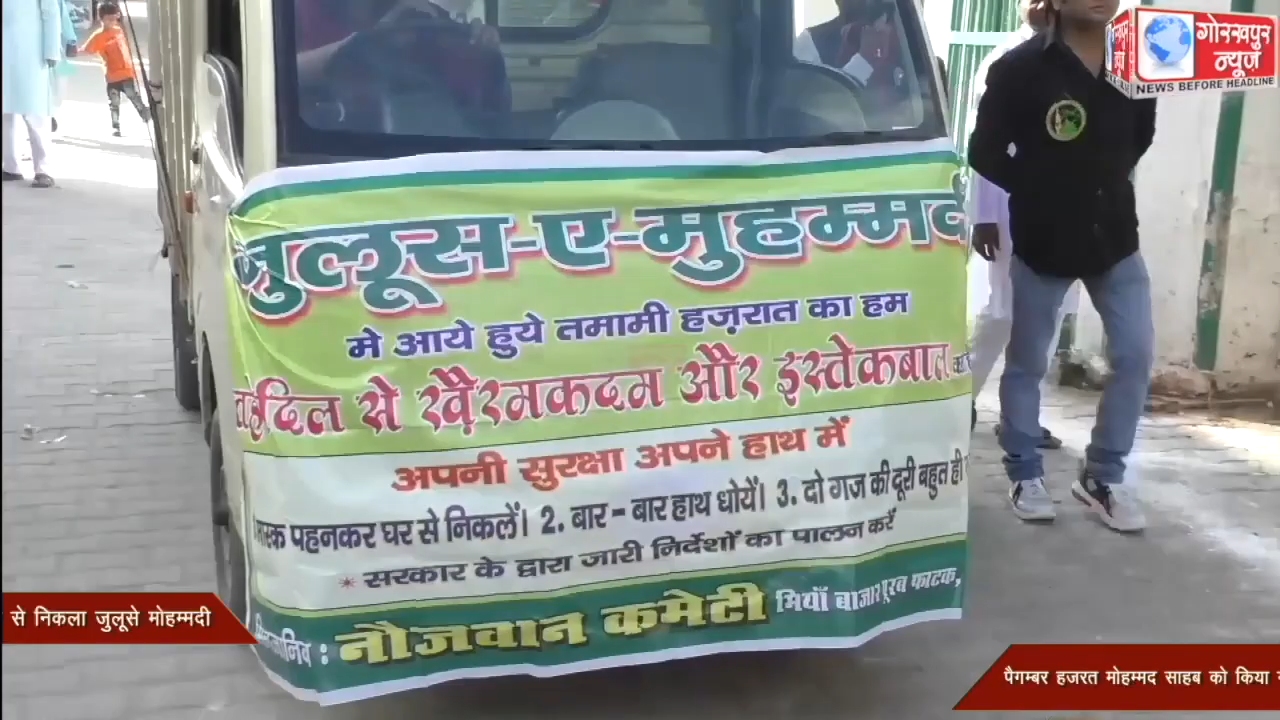 गोरखपुर
न्यूज़
NEWS BEFORE HEADLINE
जुलूस-ए-मुहम्मदी
मे आये हुये तमामी हज़रात का हम
तहदिल से ख़ैरमकदम और इस्तेकबाल
अपनी सुरक्षा अपने हाथ में
मास्क पहनकर घर से निकलें। 2. बार - बार हाथ धोयें। 3. दो गज की दूरी बहुत ही
* सरकार के द्वारा जारी निर्देशों का पालन करें
: नौजवान कमेटी मियाँ बाजार पूरब फाटक,
से निकला जुलूसे मोहम्मदी
पैगम्बर हजरत मोहम्मद साहब को किया